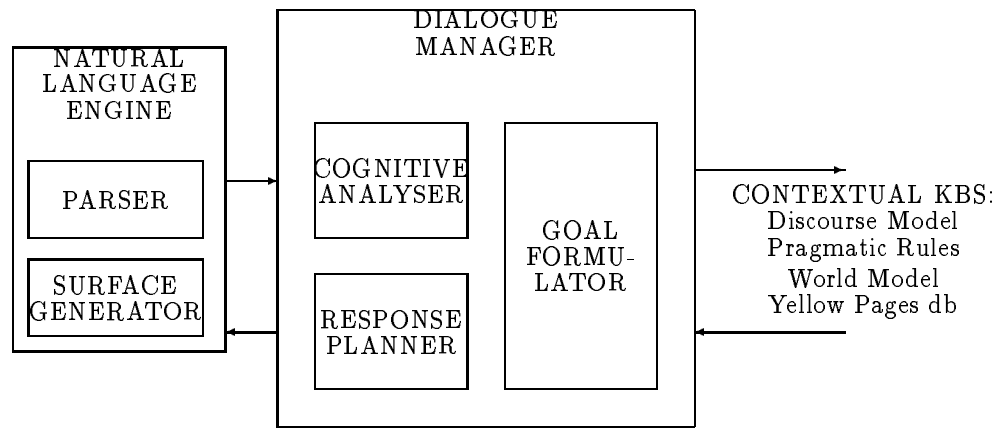 NATURAL
LANGUAGE
ENGINE
PARSER
SURFACE
GENERATOR
DIALOGUE
MANAGER
COGNITIVE
ANALYSER
RESPONSE
PLANNER
GOAL
FORMU-
LATOR
CONTEXTUAL KBS:
Discourse Model
Pragmatic Rules
World Model
Yellow Pages db